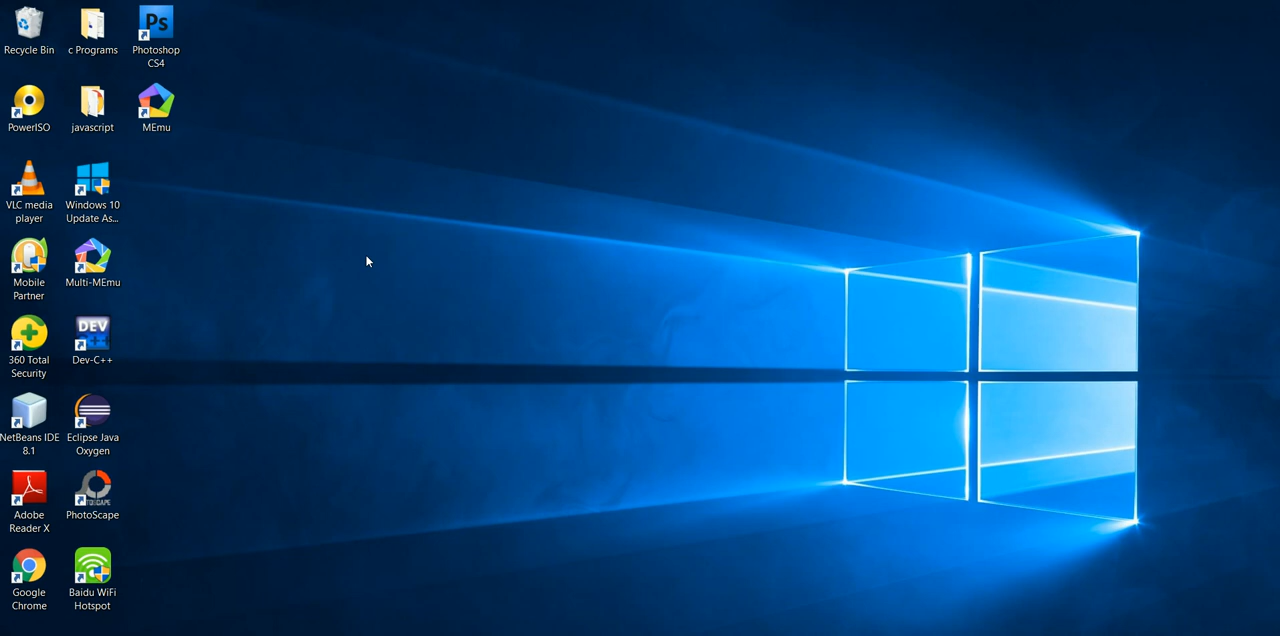 Recycle Bin
c Programs
Ps
Photoshop
CS4
PowerISO
javascript
MEmu
VLC media
player
Windows 10
Update As...
Mobile
Partner
Multi-MEmu
360 Total
Security
DEV
C++
Dev-C++
NetBeans IDE
8.1
Eclipse Java
Oxygen
Adobe
Reader X
PhotoScape
Google
Chrome
Baidu WiFi
Hotspot